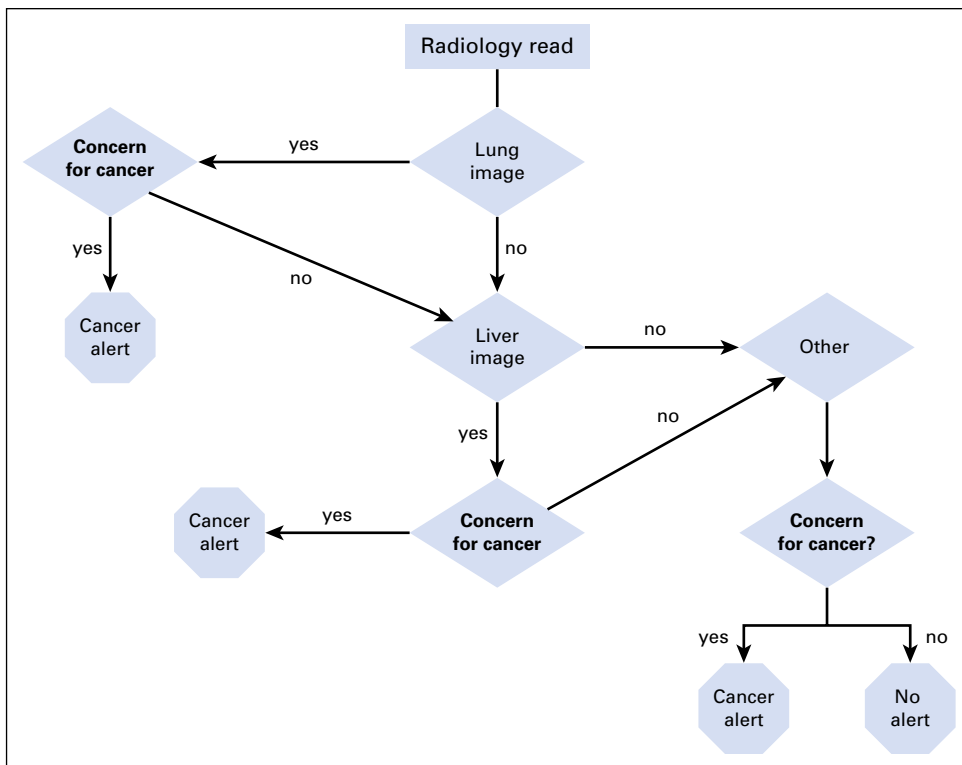 Radiology read
Concern
for cancer
yes
Lung
image
yes
no
no
Cancer
alert
Liver
image
no
Other
yes
no
Cancer
alert
yes
Concern
for cancer
Concern
for cancer?
yes
no
Cancer
alert
No
alert